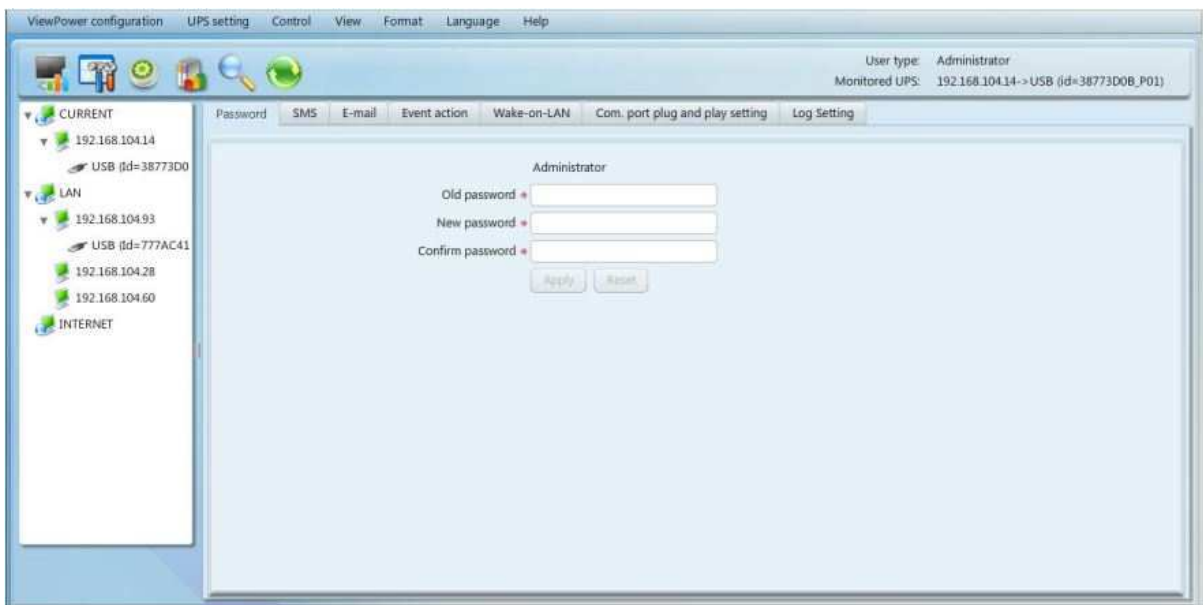 ViewPower configuration UPS setting Control View Format Language Help
User type: Administrator
Monitored UPS: 192.168.104.14->USB (id=38773D0B_P01)
CURRENT
192.168.104.14
USB (Id=38773D0
LAN
192.168.104.93
USB (Id=777AC41
192.168.104.28
192.168.104.60
INTERNET
Password SMS E-mail Event action Wake-on-LAN Com. port plug and play setting Log Setting
Administrator
Old password *
New password *
Confirm password *
Apply Reset